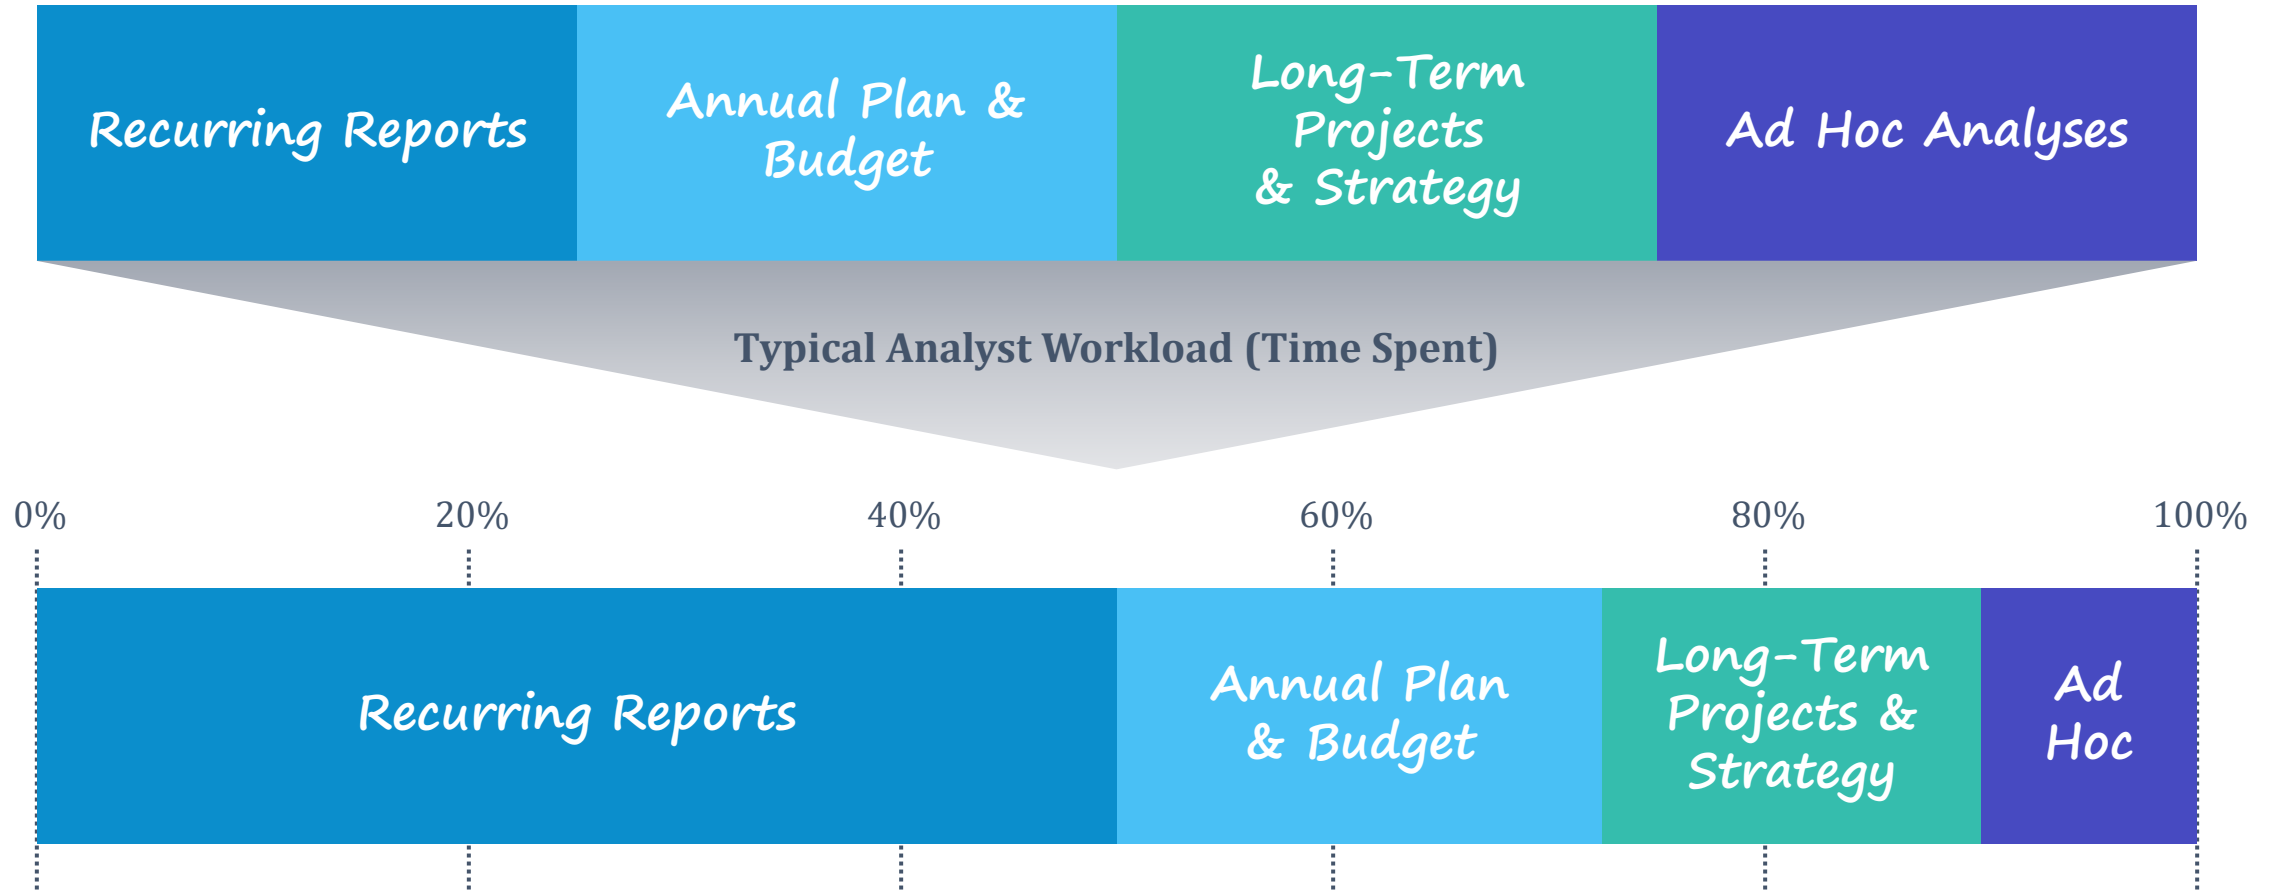 Recurring Reports
Annual Plan &
Budget
Long-Term
Projects
& Strategy
Ad Hoc Analyses
Typical Analyst Workload (Time Spent)
0%
20%
40%
60%
80%
100%
Recurring Reports
Annual Plan
& Budget
Long-Term
Projects &
Strategy
Ad
Hoc